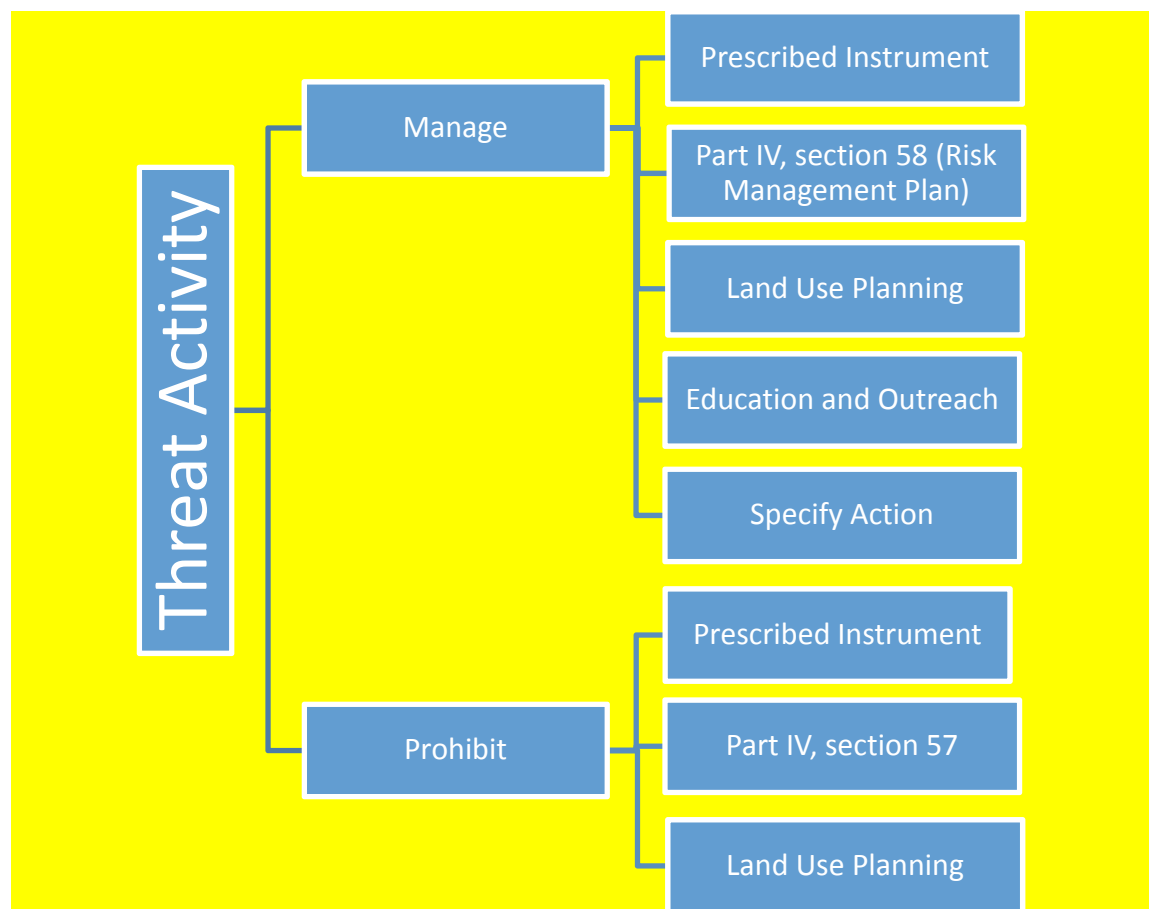 Threat Activity
Manage
Prescribed Instrument
Part IV, section 58 (Risk
Management Plan)
Land Use Planning
Education and Outreach
Specify Action
Prohibit
Prescribed Instrument
Part IV, section 57
Land Use Planning